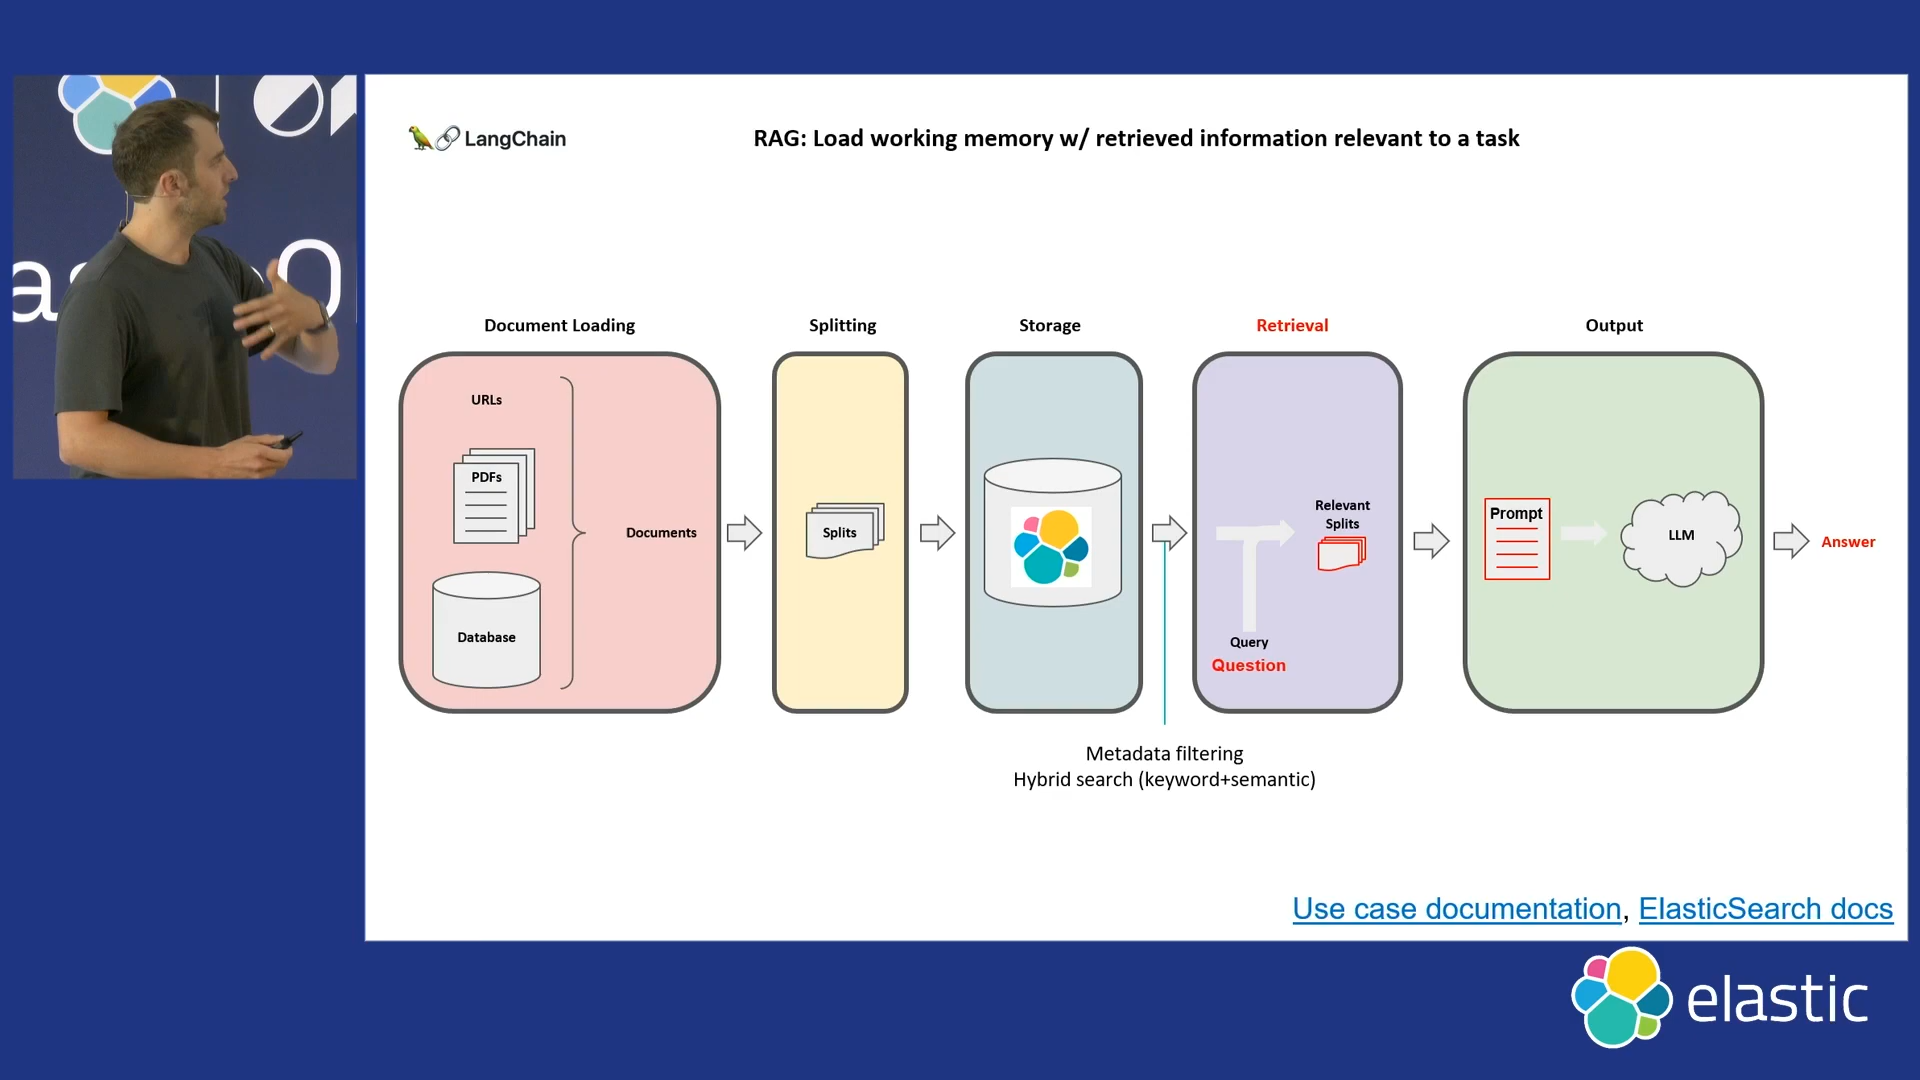 LangChain
RAG: Load working memory w/ retrieved information relevant to a task
Document Loading
Splitting
Storage
Retrieval
Output
URLs
PDFs
Database
Documents
Splits
Relevant
Splits
Query
Question
Prompt
LLM
Answer
Metadata filtering
Hybrid search (keyword+semantic)
Use case documentation, ElasticSearch docs
elastic